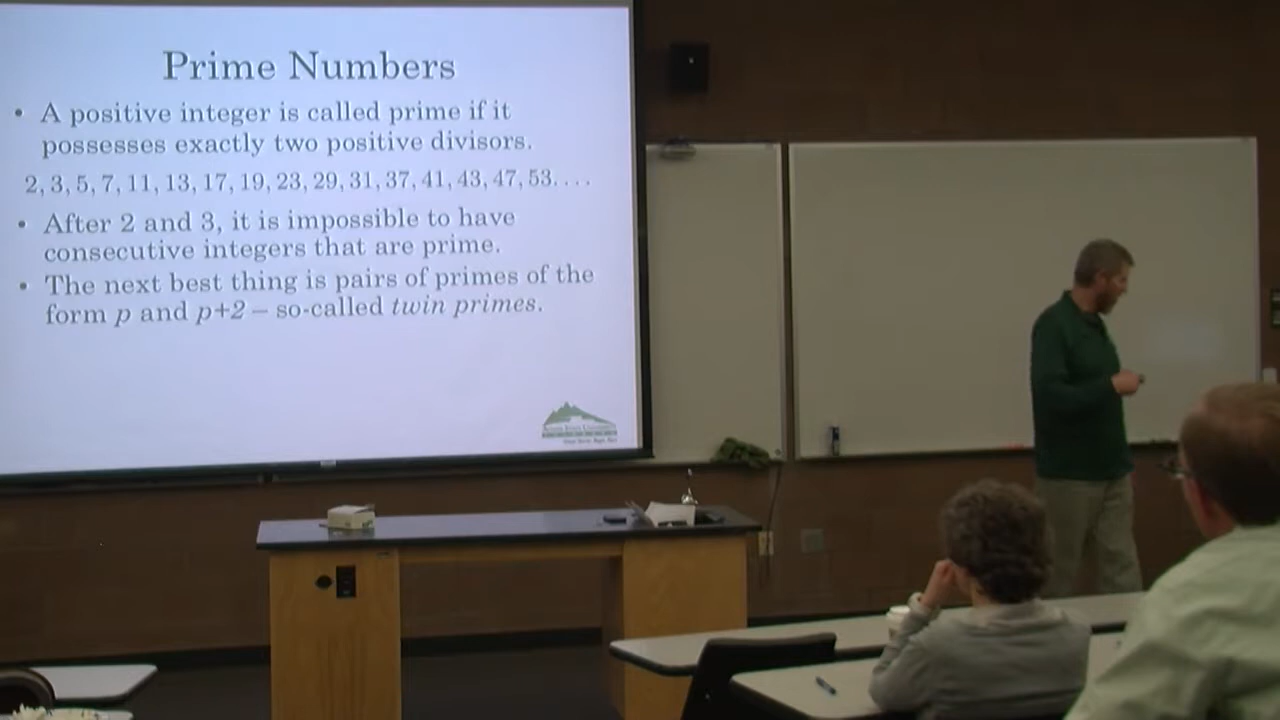 Prime Numbers
• A positive integer is called prime if it
possesses exactly two positive divisors.
2, 3, 5, 7, 11, 13, 17, 19, 23, 29, 31, 37, 41, 43, 47, 53. . . .
• After 2 and 3, it is impossible to have
consecutive integers that are prime.
• The next best thing is pairs of primes of the
form p and p+2 – so-called twin primes.